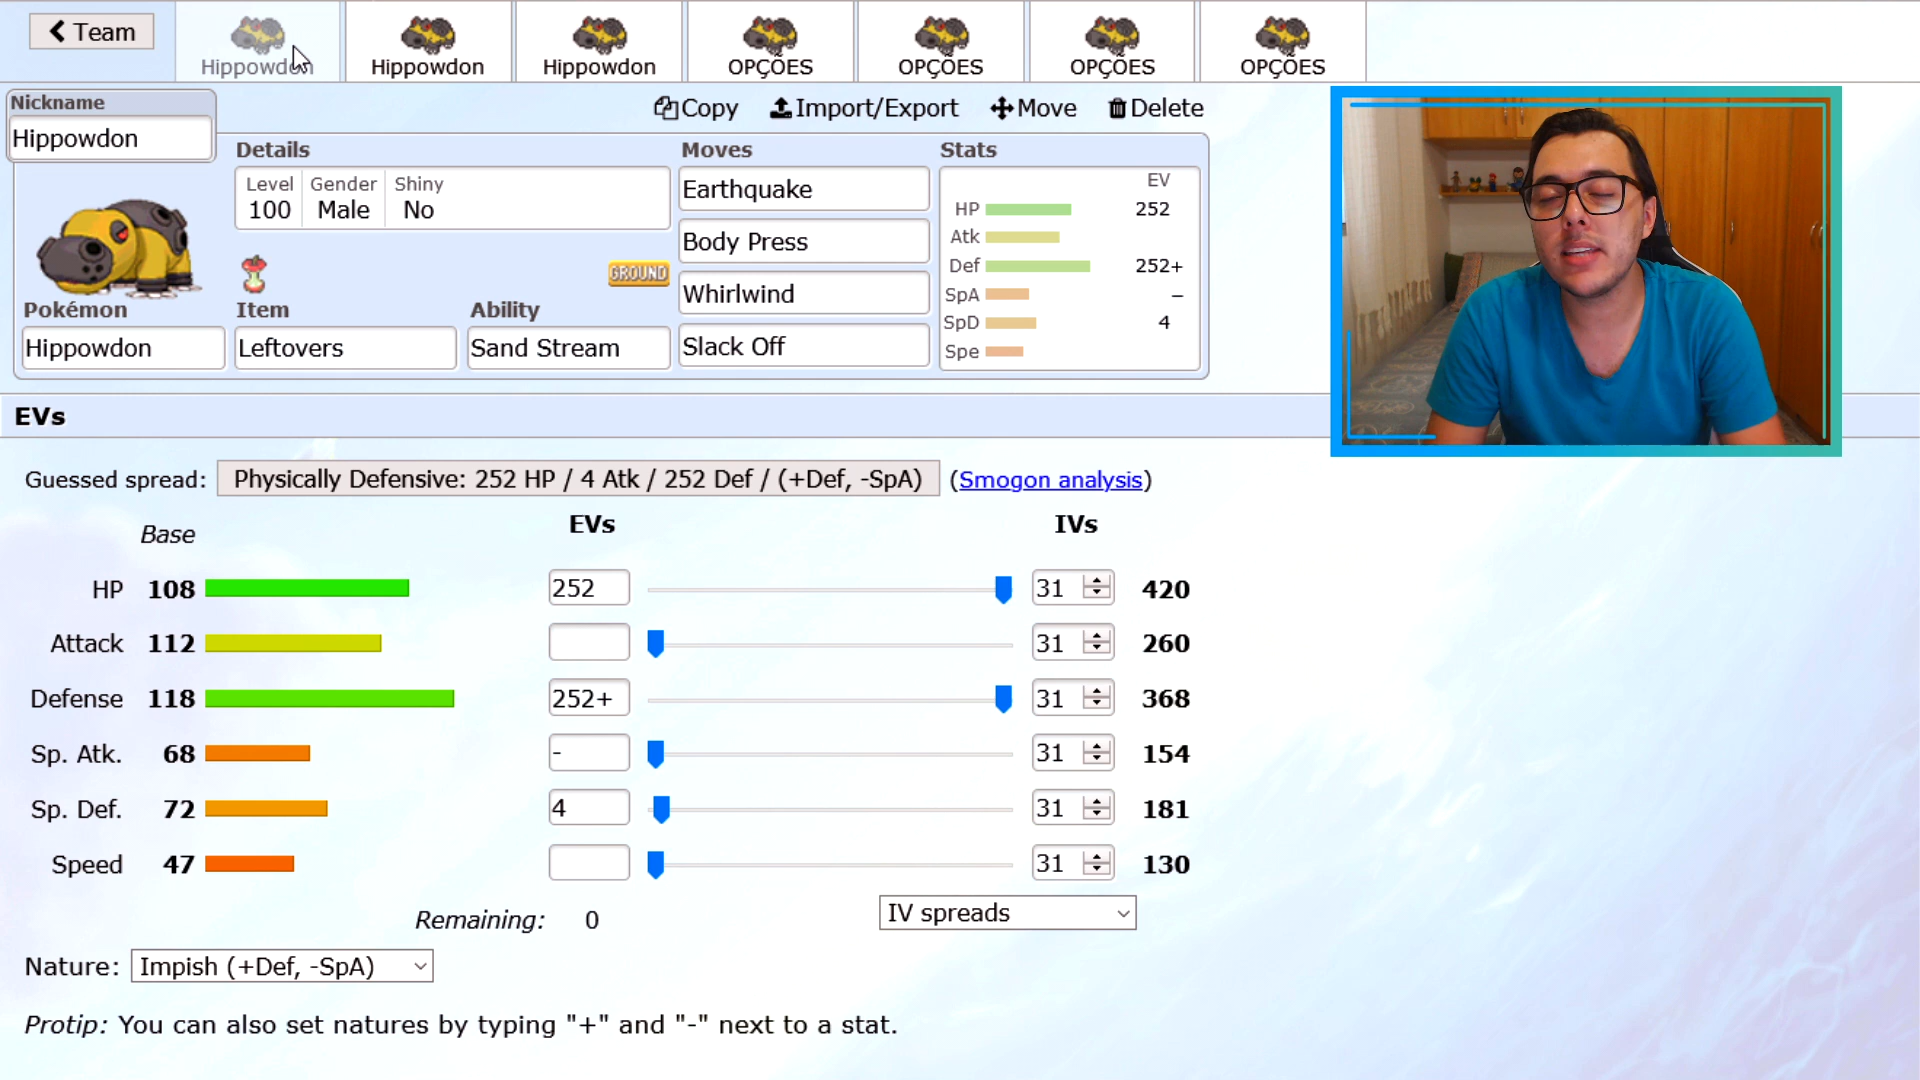 Team
Hippowdon
Hippowdon
Hippowdon
OPÇÕES
OPÇÕES
OPÇÕES
OPÇÕES
Copy
Import/Export
Move
Delete
Nickname
Hippowdon
Pokémon
Hippowdon
Details
Level
100
Gender
Male
Shiny
No
GROUND
Item
Leftovers
Ability
Sand Stream
Moves
Earthquake
Body Press
Whirlwind
Slack Off
Stats
EV
HP 252
Atk
Def 252+
SpA −
SpD 4
Spe
EVs
Guessed spread: Physically Defensive: 252 HP / 4 Atk / 252 Def / (+Def, -SpA) (Smogon analysis)
Base EVs IVs
HP 108 252 31 420
Attack 112 31 260
Defense 118 252+ 31 368
Sp. Atk. 68 - 31 154
Sp. Def. 72 4 31 181
Speed 47 31 130
Remaining: 0
IV spreads
Nature: Impish (+Def, -SpA)
Protip: You can also set natures by typing "+" and "-" next to a stat.